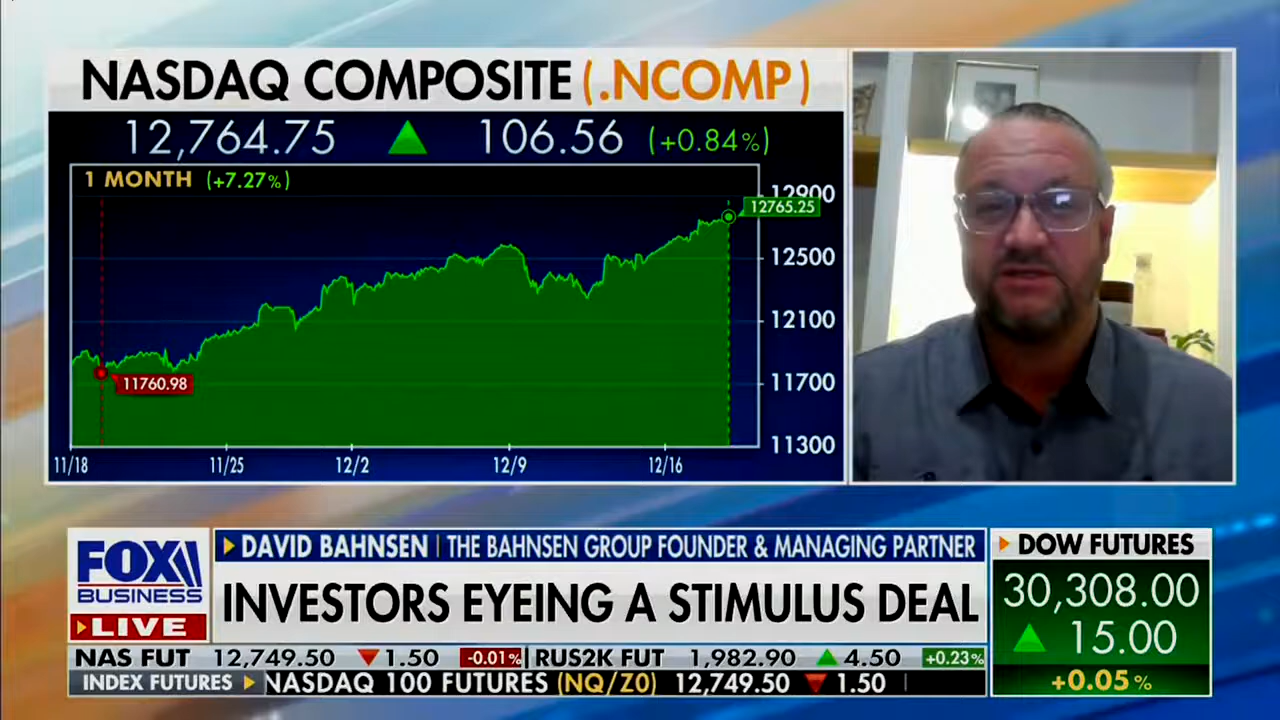 NASDAQ COMPOSITE (.NCOMP)
12,764.75 ▲ 106.56 (+0.84%)
1 MONTH (+7.27%)
12900
12765.25
12500
12100
11760.98
11700
11300
11/18 11/25 12/2 12/9 12/16
FOX
BUSINESS
LIVE
DAVID BAHNSEN | THE BAHNSEN GROUP FOUNDER & MANAGING PARTNER
INVESTORS EYEING A STIMULUS DEAL
NAS FUT 12,749.50 ▼ 1.50 -0.01% RUS2K FUT 1,982.90 ▲ 4.50 +0.23%
INDEX FUTURES NASDAQ 100 FUTURES (NQ/Z0) 12,749.50 ▼ 1.50
DOW FUTURES
30,308.00
▲ 15.00
+0.05%